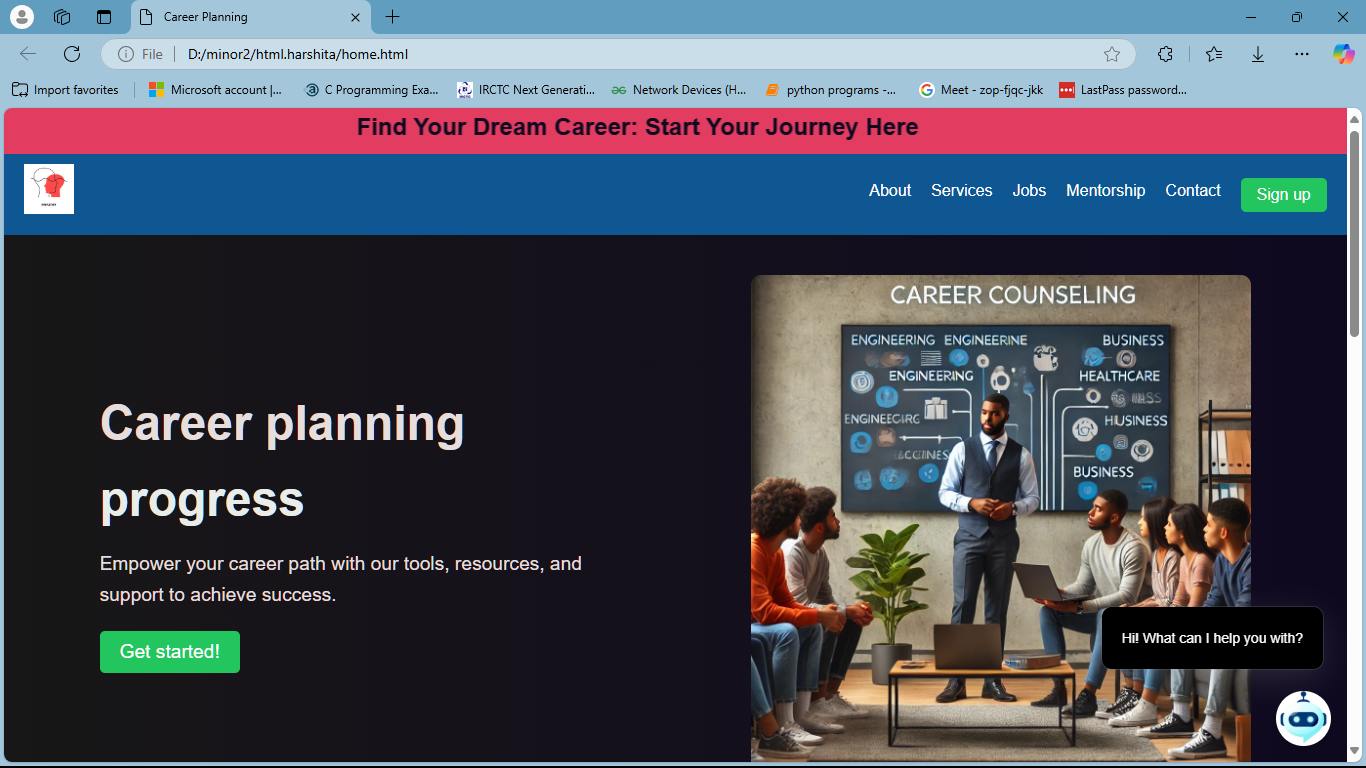 Career Planning
File
D:/minor2/html.harshita/home.html
Import favorites
Microsoft account |...
C Programming Exa...
IRCTC Next Generati...
Network Devices (H...
python programs -...
Meet - zop-fjqc-jkk
LastPass password...
Find Your Dream Career: Start Your Journey Here
About
Services
Jobs
Mentorship
Contact
Sign up
Career planning
progress
Empower your career path with our tools, resources, and
support to achieve success.
Get started!
CAREER COUNSELING
ENGINEERING ENGINEERINE
BUSINESS
ENGINEERING
HEALTHCARE
BUSINESS
Hi! What can I help you with?